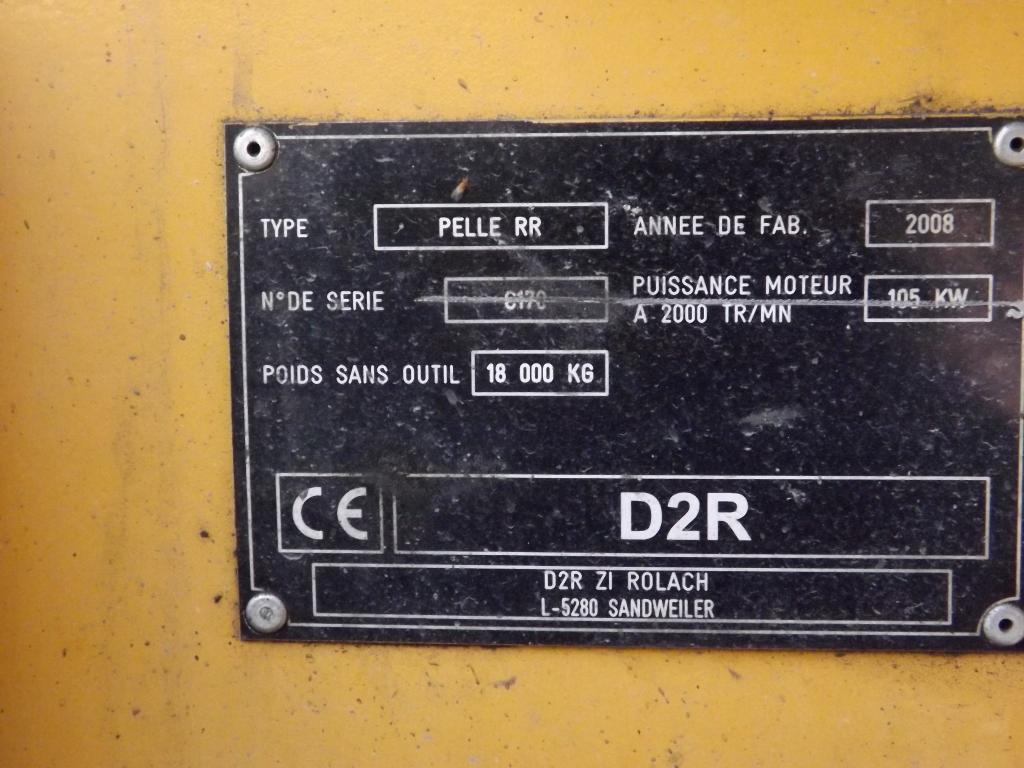 TYPE PELLE RR ANNEE DE FAB. 2008
N°DE SERIE C170 PUISSANCE MOTEUR A 2000 TR/MN 105 KW
POIDS SANS OUTIL 18 000 KG
CE D2R
D2R ZI ROLACH
L-5280 SANDWEILER